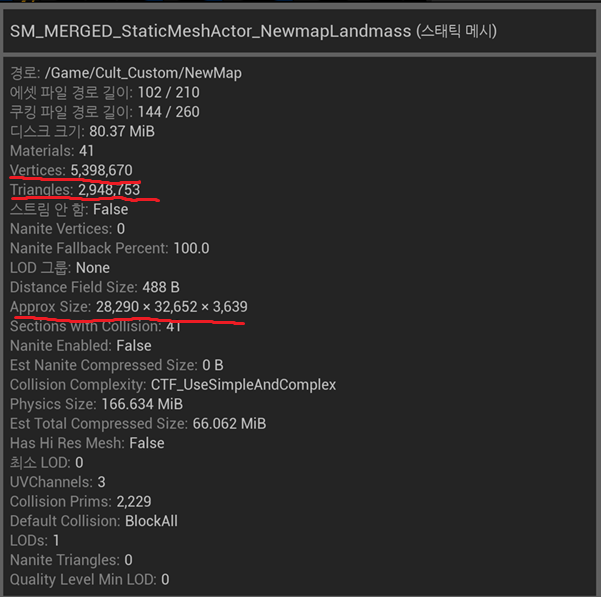 SM_MERGED_StaticMeshActor_NewmapLandmass (스태틱 메시)
경로: /Game/Cult_Custom/NewMap
에셋 파일 경로 길이: 102 / 210
쿠킹 파일 경로 길이: 144 / 260
디스크 크기: 80.37 MiB
Materials: 41
Vertices: 5,398,670
Triangles: 2,948,753
스트림 안 함: False
Nanite Vertices: 0
Nanite Fallback Percent: 100.0
LOD 그룹: None
Distance Field Size: 488 B
Approx Size: 28,290 × 32,652 × 3,639
Sections with Collision: 41
Nanite Enabled: False
Est Nanite Compressed Size: 0 B
Collision Complexity: CTF_UseSimpleAndComplex
Physics Size: 166.634 MiB
Est Total Compressed Size: 66.062 MiB
Has Hi Res Mesh: False
최소 LOD: 0
UVChannels: 3
Collision Prims: 2,229
Default Collision: BlockAll
LODs: 1
Nanite Triangles: 0
Quality Level Min LOD: 0